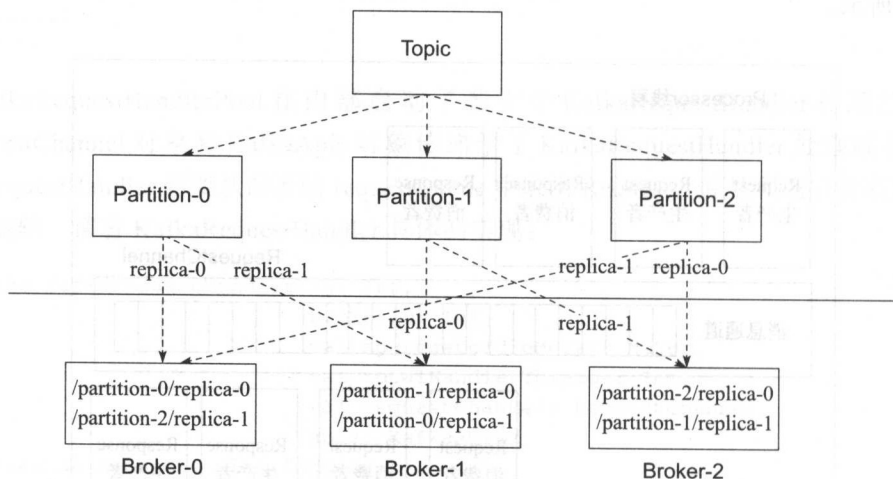 Topic
Partition-0
Partition-1
Partition-2
replica-0
replica-1
replica-1
replica-0
replica-0
replica-1
/partition-0/replica-0
/partition-2/replica-1
/partition-1/replica-0
/partition-0/replica-1
/partition-2/replica-0
/partition-1/replica-1
Broker-0
Broker-1
Broker-2